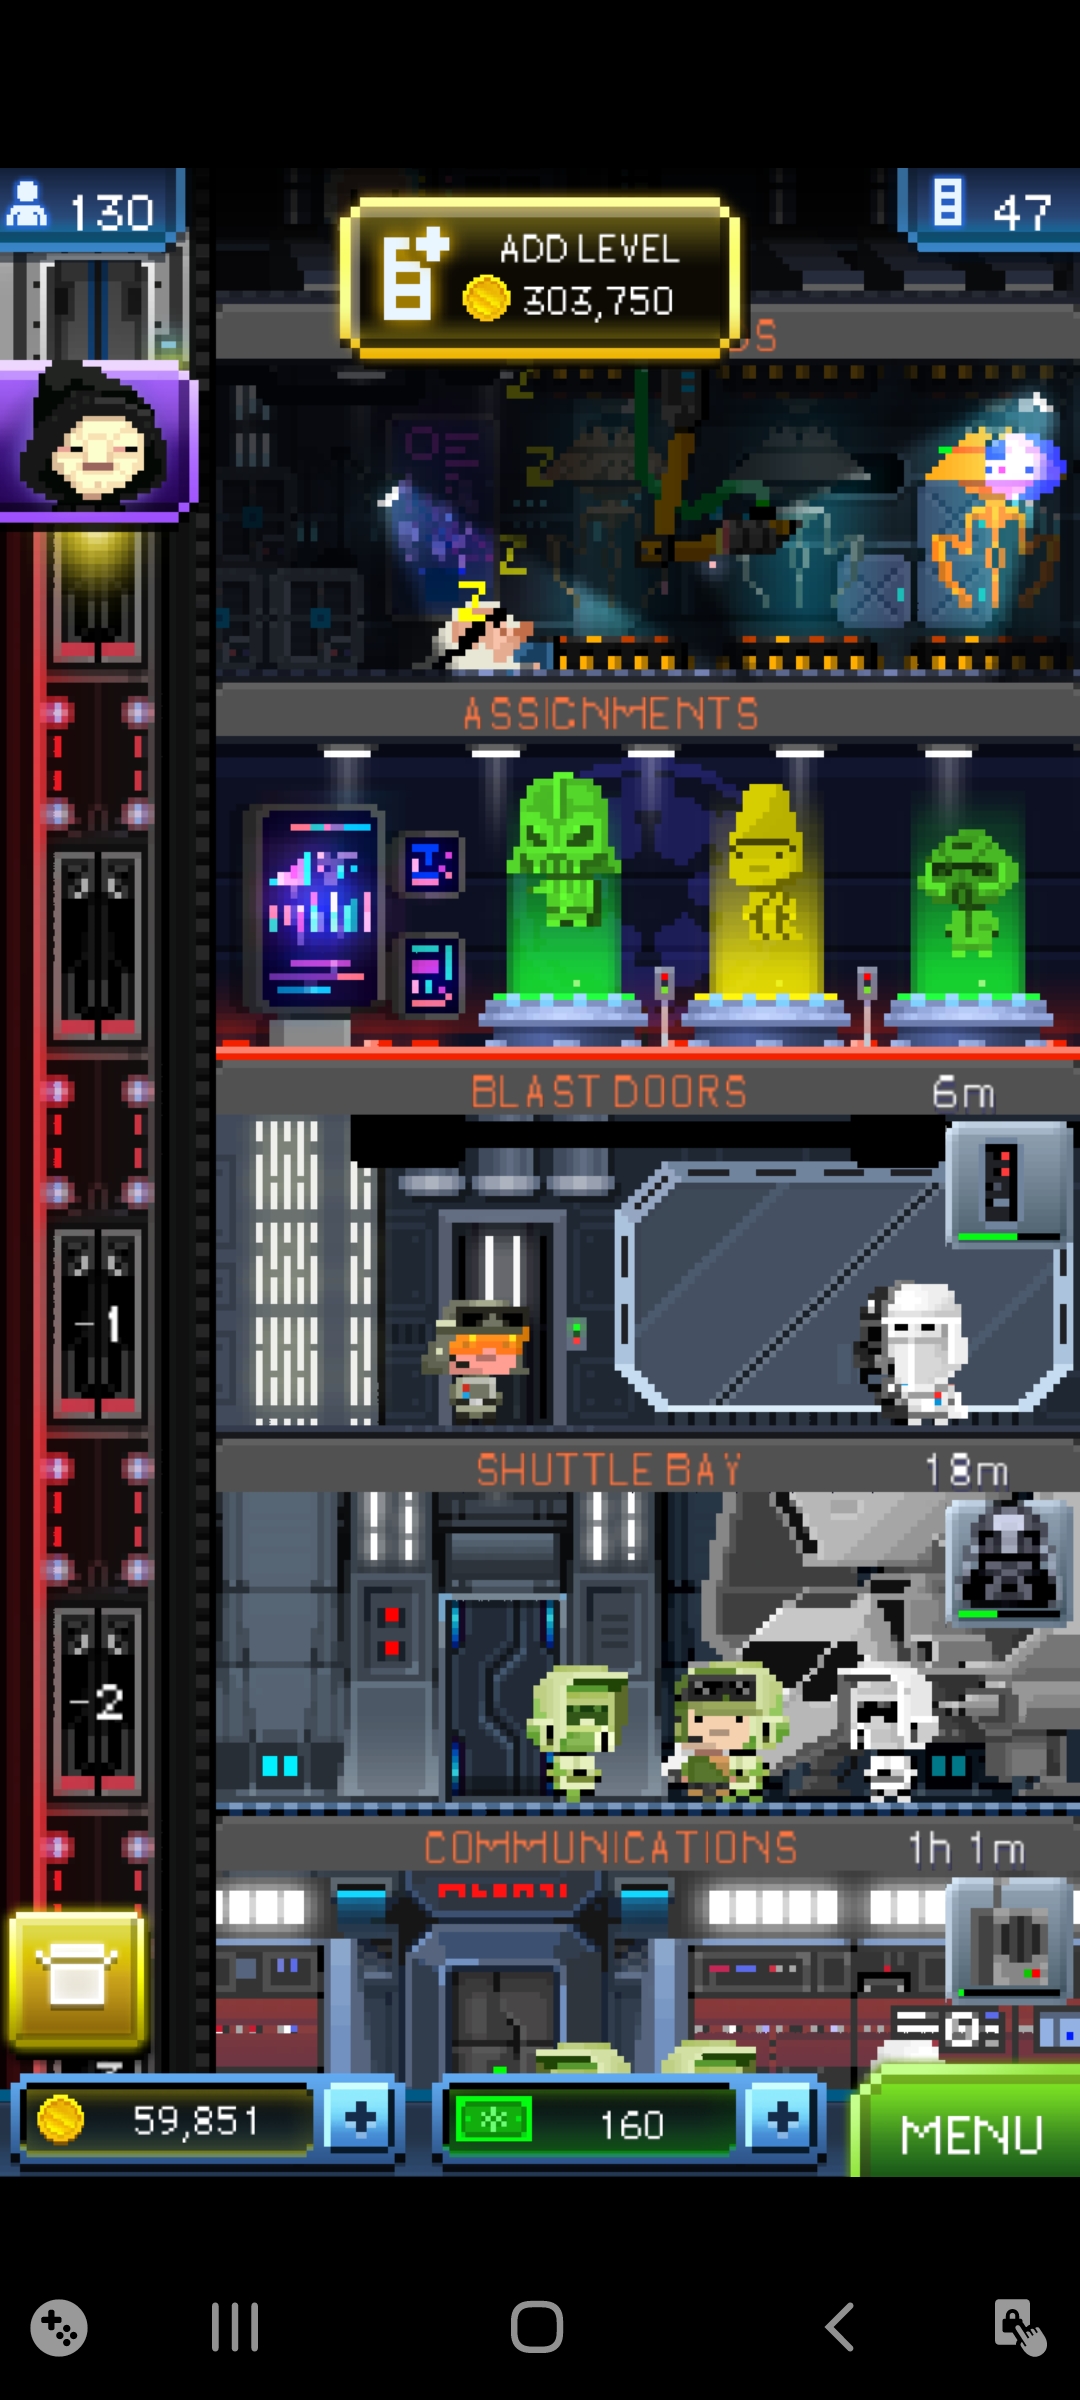 130
ADD LEVEL
303,750
47
Z
Z
Z
Z
ASSIGNMENTS
BLAST DOORS
6m
-1
SHUTTLE BAY
18m
-2
COMMUNICATIONS
1h 1m
59,851
160
MENU